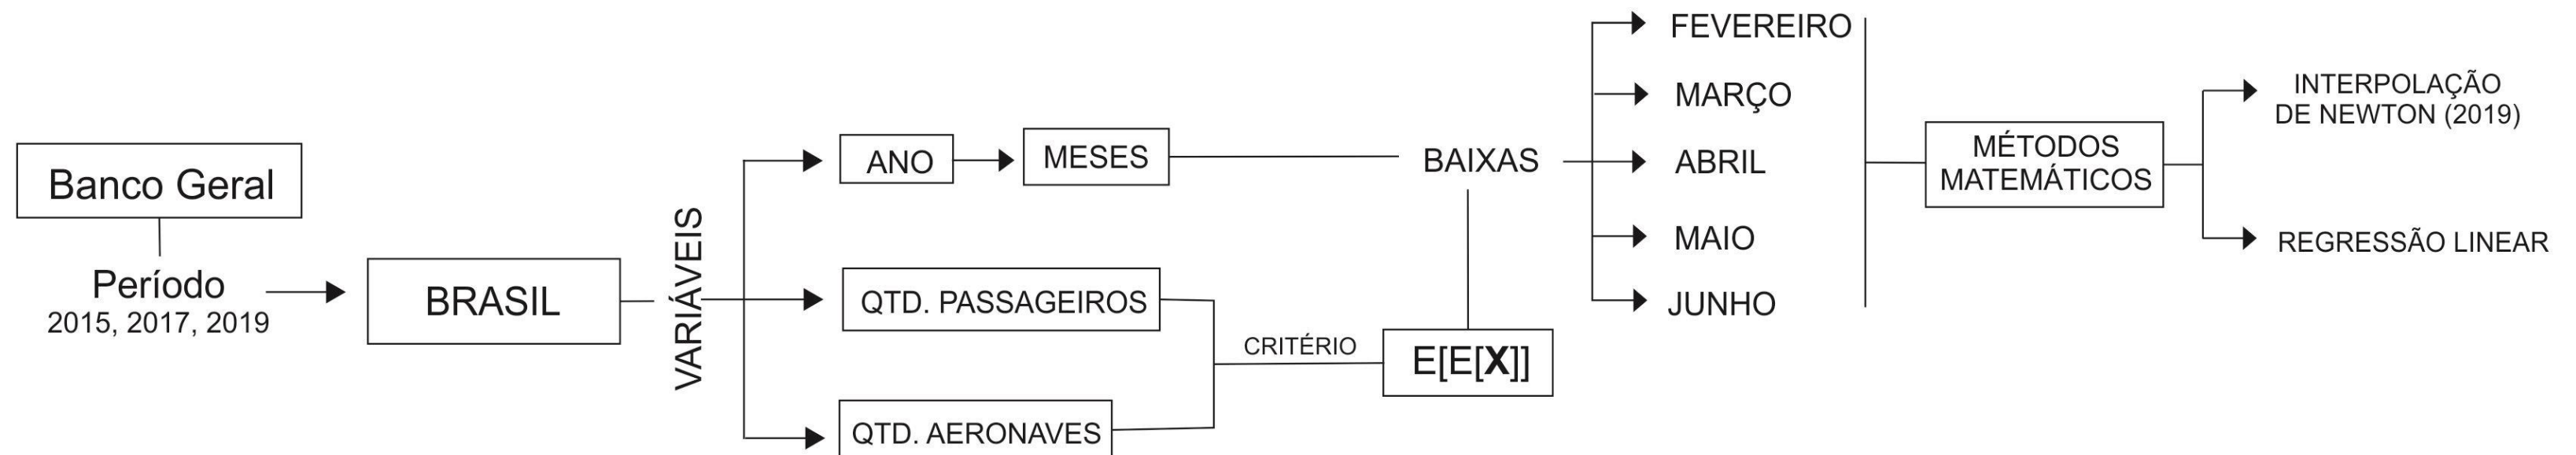 Banco Geral
Período
2015, 2017, 2019
BRASIL
VARIÁVEIS
ANO
MESES
QTD. PASSAGEIROS
QTD. AERONAVES
CRITÉRIO
E[E[X]]
BAIXAS
FEVEREIRO
MARÇO
ABRIL
MAIO
JUNHO
MÉTODOS
MATEMÁTICOS
INTERPOLAÇÃO
DE NEWTON (2019)
REGRESSÃO LINEAR